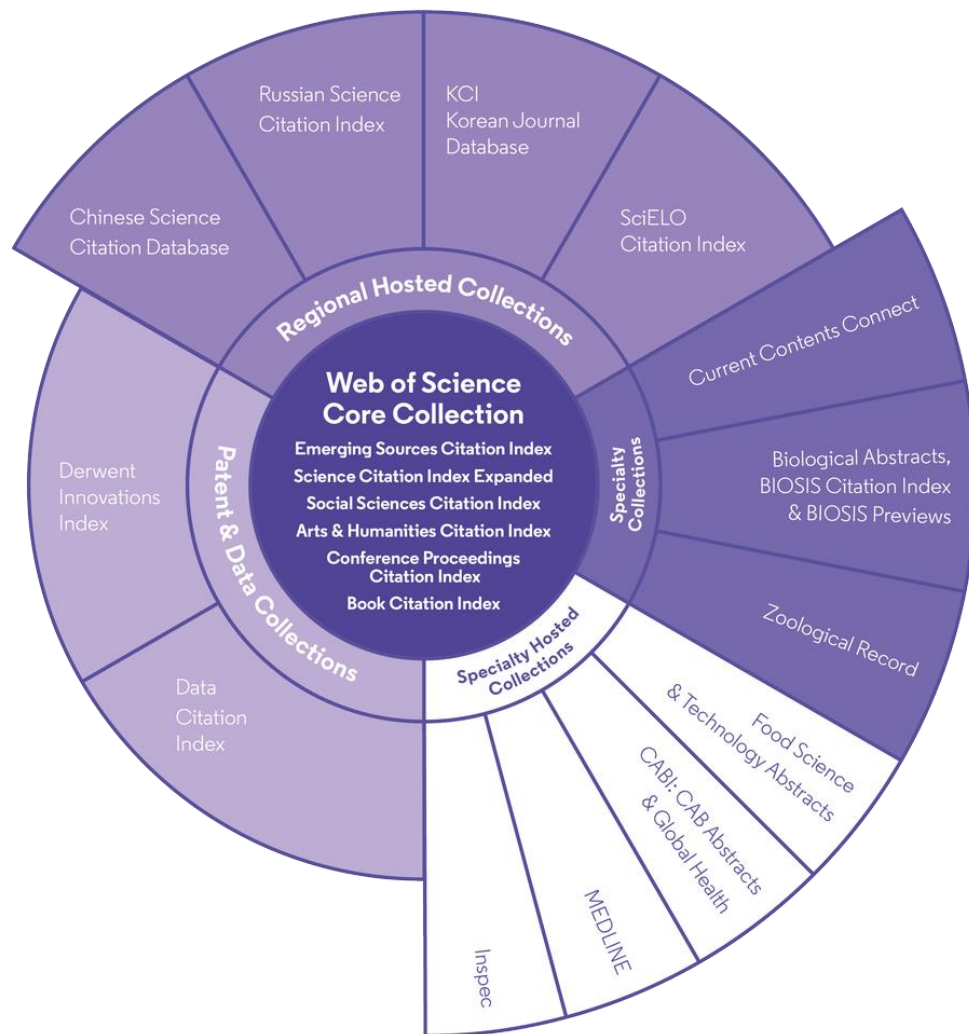 Web of Science
Core Collection
Emerging Sources Citation Index
Science Citation Index Expanded
Social Sciences Citation Index
Arts & Humanities Citation Index
Conference Proceedings
Citation Index
Book Citation Index
Regional Hosted Collections
Chinese Science
Citation Database
Russian Science
Citation Index
KCI
Korean Journal
Database
SciELO
Citation Index
Specialty
Collections
Current Contents Connect
Biological Abstracts,
BIOSIS Citation Index
& BIOSIS Previews
Zoological Record
Specialty Hosted
Collections
Food Science
& Technology Abstracts
CABI: CAB Abstracts
& Global Health
MEDLINE
Inspec
Patent & Data Collections
Data
Citation
Index
Derwent
Innovations
Index